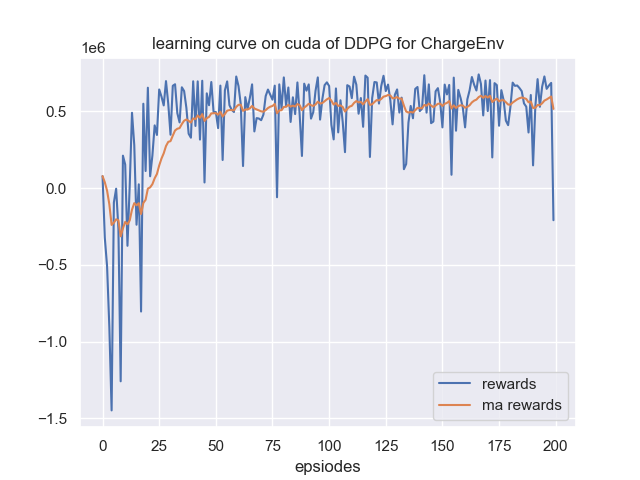 learning curve on cuda of DDPG for ChargeEnv
1e6
0.5
0.0
−0.5
−1.0
−1.5
0 25 50 75 100 125 150 175 200
epsiodes
rewards
ma rewards